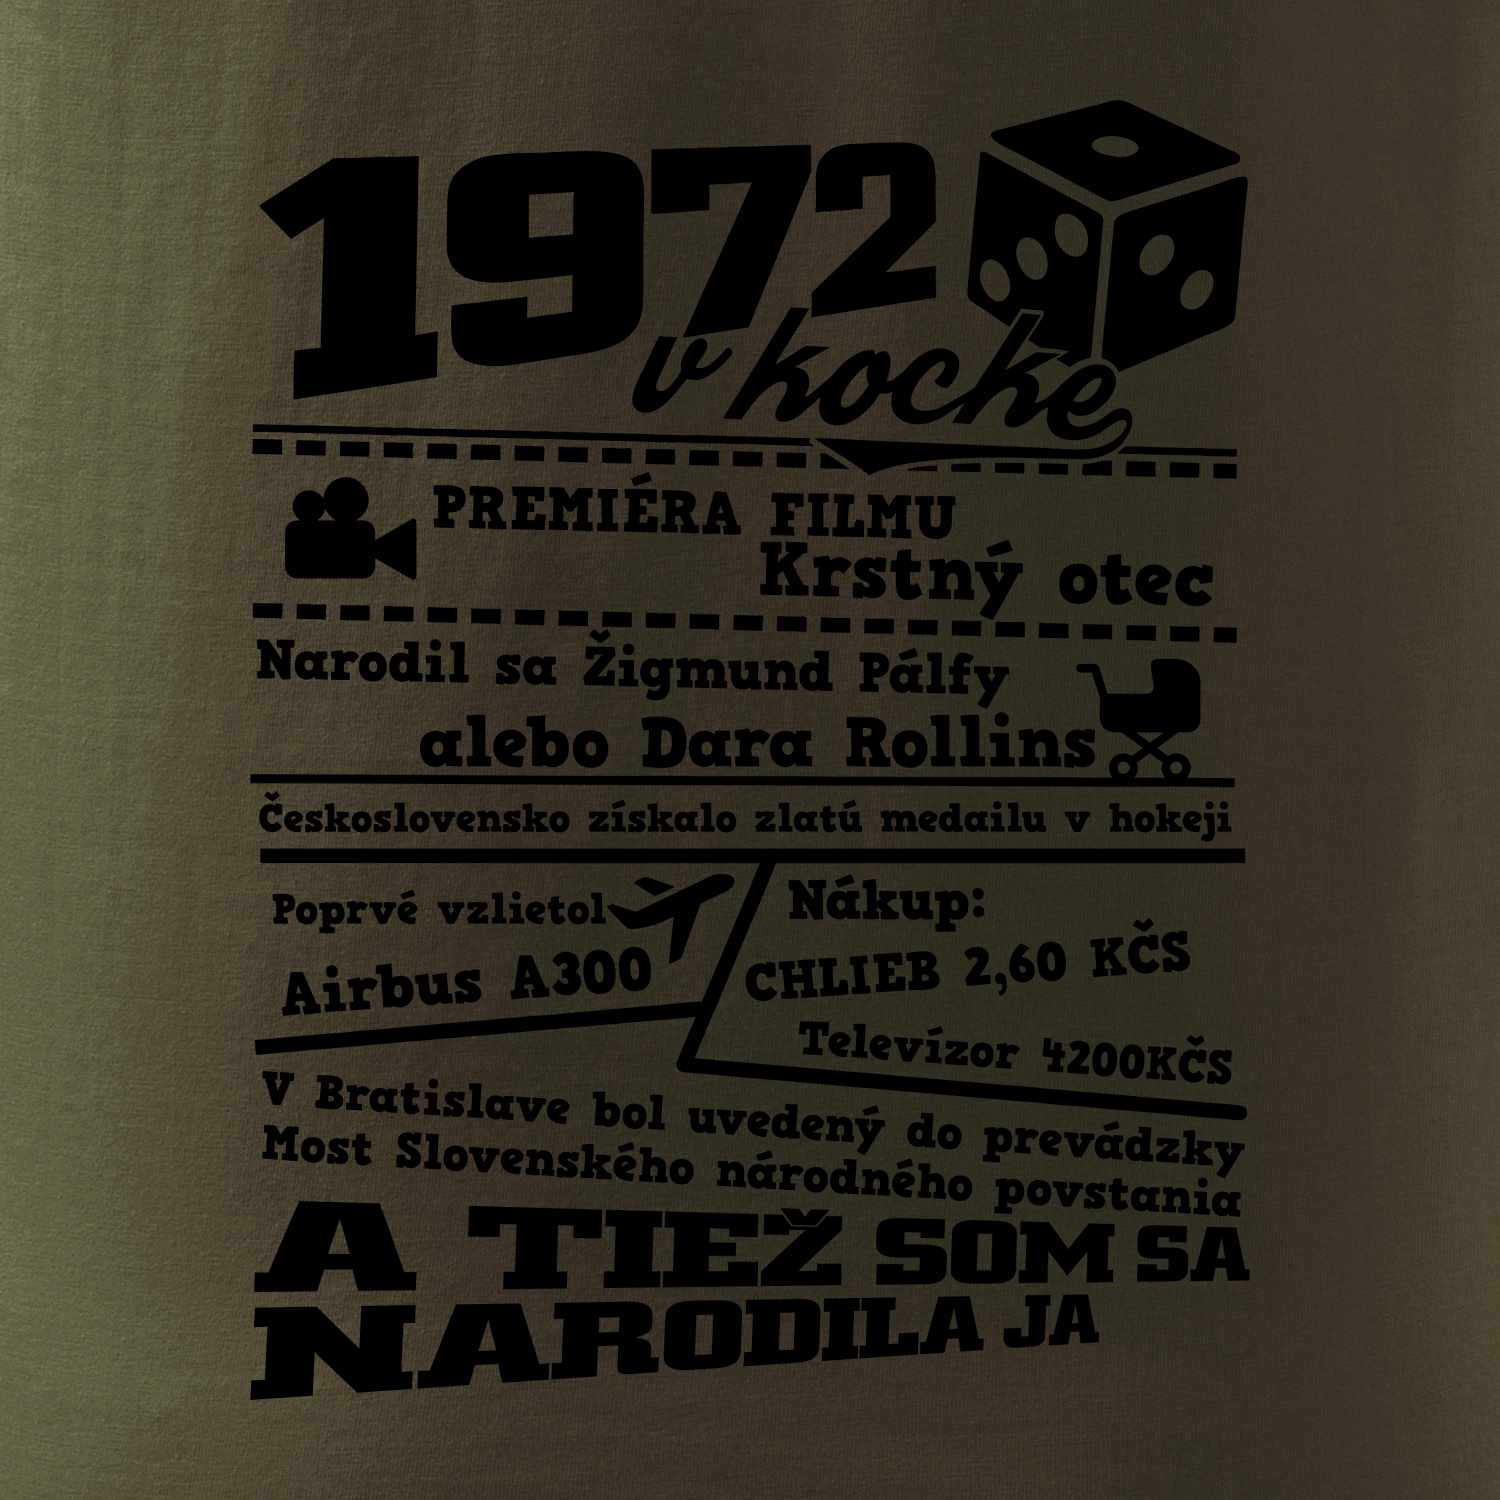 1972
v kocke
PREMIÉRA FILMU
Krstný otec
Narodil sa Žigmund Pálfy
alebo Dara Rollins
Československo získalo zlatú medailu v hokeji
Poprvé vzlietol
Airbus A300
Nákup:
CHLIEB 2,60 KČS
Televízor 4200KČS
V Bratislave bol uvedený do prevádzky
Most Slovenského národného povstania
A TIEŽ SOM SA
NARODILA JA